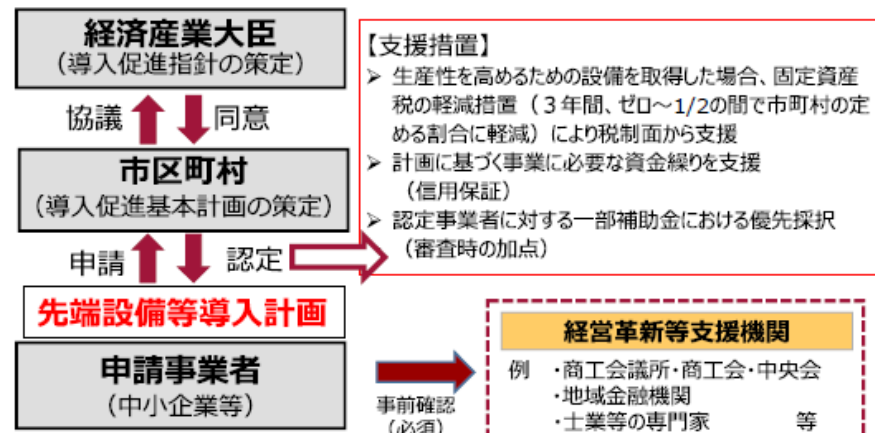 経済産業大臣
（導入促進指針の策定）
協議
同意
市区町村
（導入促進基本計画の策定）
申請
認定
先端設備等導入計画
申請事業者
（中小企業等）
【支援措置】
➢ 生産性を高めるための設備を取得した場合、固定資産
税の軽減措置（３年間、ゼロ～1/2の間で市町村の定
める割合に軽減）により税制面から支援
➢ 計画に基づく事業に必要な資金繰りを支援
（信用保証）
➢ 認定事業者に対する一部補助金における優先採択
（審査時の加点）
事前確認
（必須）
経営革新等支援機関
例 ・商工会議所・商工会・中央会
・地域金融機関
・士業等の専門家 等